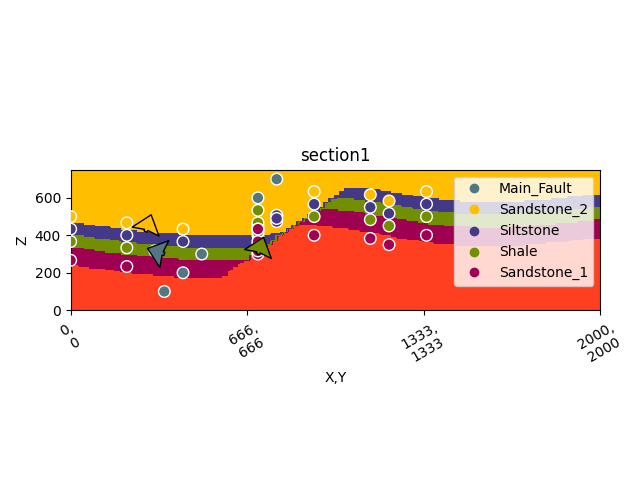 section1
Z
600
400
200
0
Main_Fault
Sandstone_2
Siltstone
Shale
Sandstone_1
0,
0
666,
666
1333,
1333
2000,
2000
X,Y